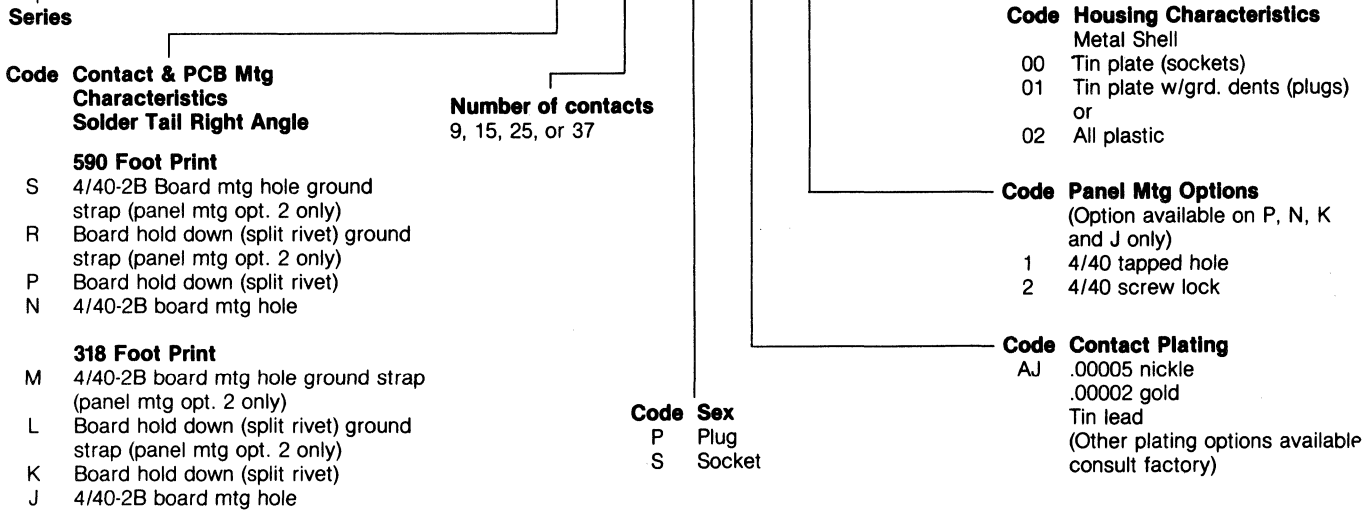 Series
Code Contact & PCB Mtg
Characteristics
Solder Tail Right Angle
590 Foot Print
S 4/40-2B Board mtg hole ground
strap (panel mtg opt. 2 only)
R Board hold down (split rivet) ground
strap (panel mtg opt. 2 only)
P Board hold down (split rivet)
N 4/40-2B board mtg hole
318 Foot Print
M 4/40-2B board mtg hole ground strap
(panel mtg opt. 2 only)
L Board hold down (split rivet) ground
strap (panel mtg opt. 2 only)
K Board hold down (split rivet)
J 4/40-2B board mtg hole
Number of contacts
9, 15, 25, or 37
Code Sex
P Plug
S Socket
Code Housing Characteristics
Metal Shell
00 Tin plate (sockets)
01 Tin plate w/grd. dents (plugs)
or
02 All plastic
Code Panel Mtg Options
(Option available on P, N, K
and J only)
1 4/40 tapped hole
2 4/40 screw lock
Code Contact Plating
AJ .00005 nickle
.00002 gold
Tin lead
(Other plating options available
consult factory)